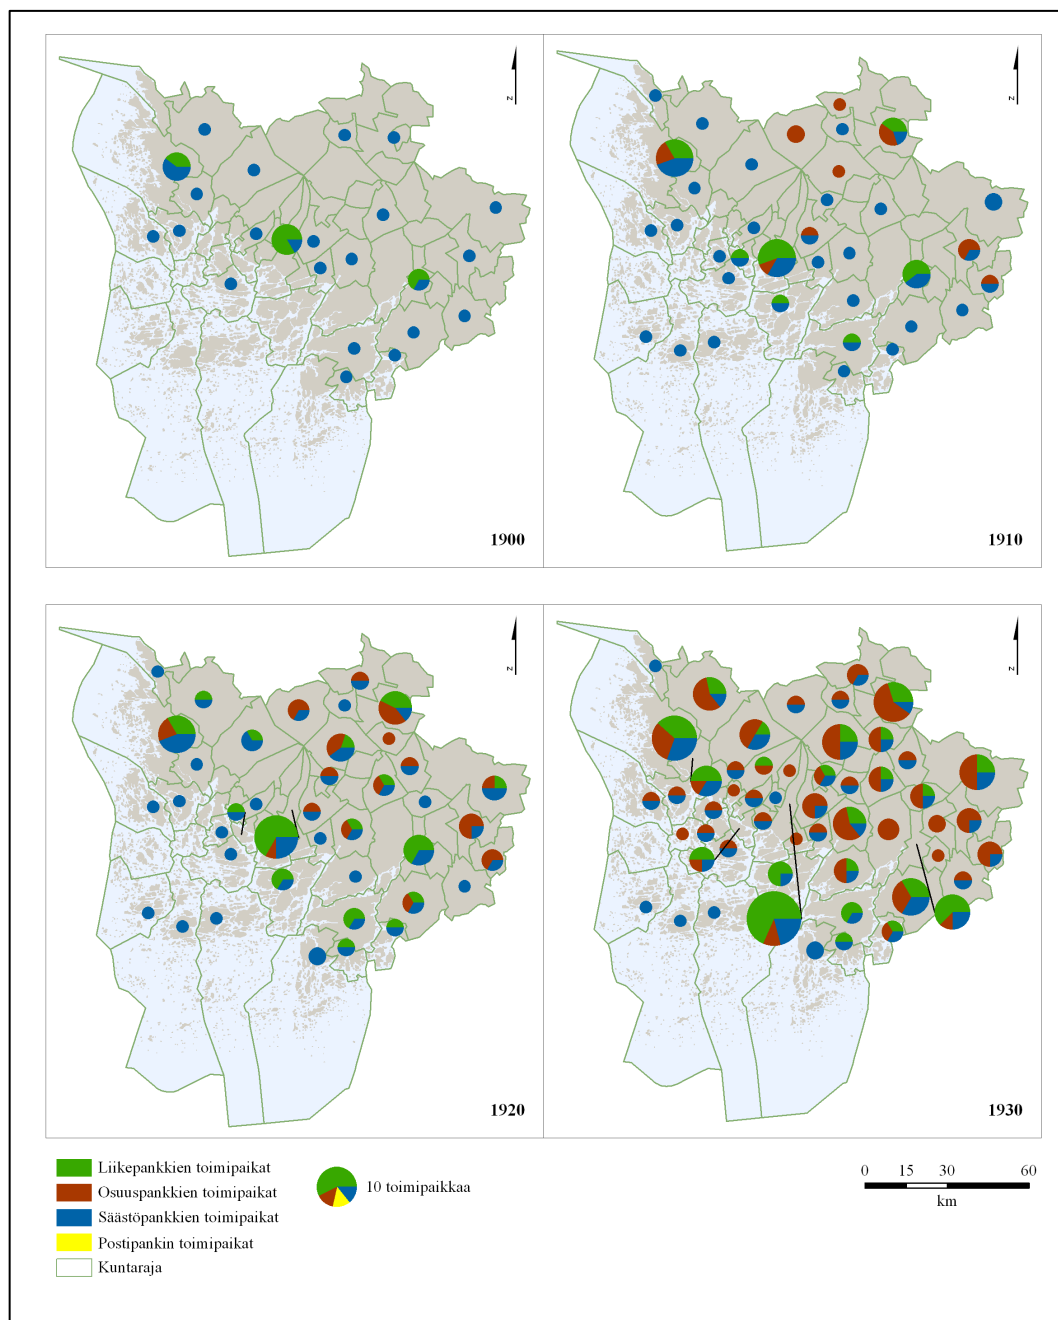 z
z
1900
1910
z
z
1920
1930
Liikepankkien toimipaikat
Osuuspankkien toimipaikat
Säästöpankkien toimipaikat
Postipankin toimipaikat
Kuntaraja
10 toimipaikkaa
0 15 30 60
km